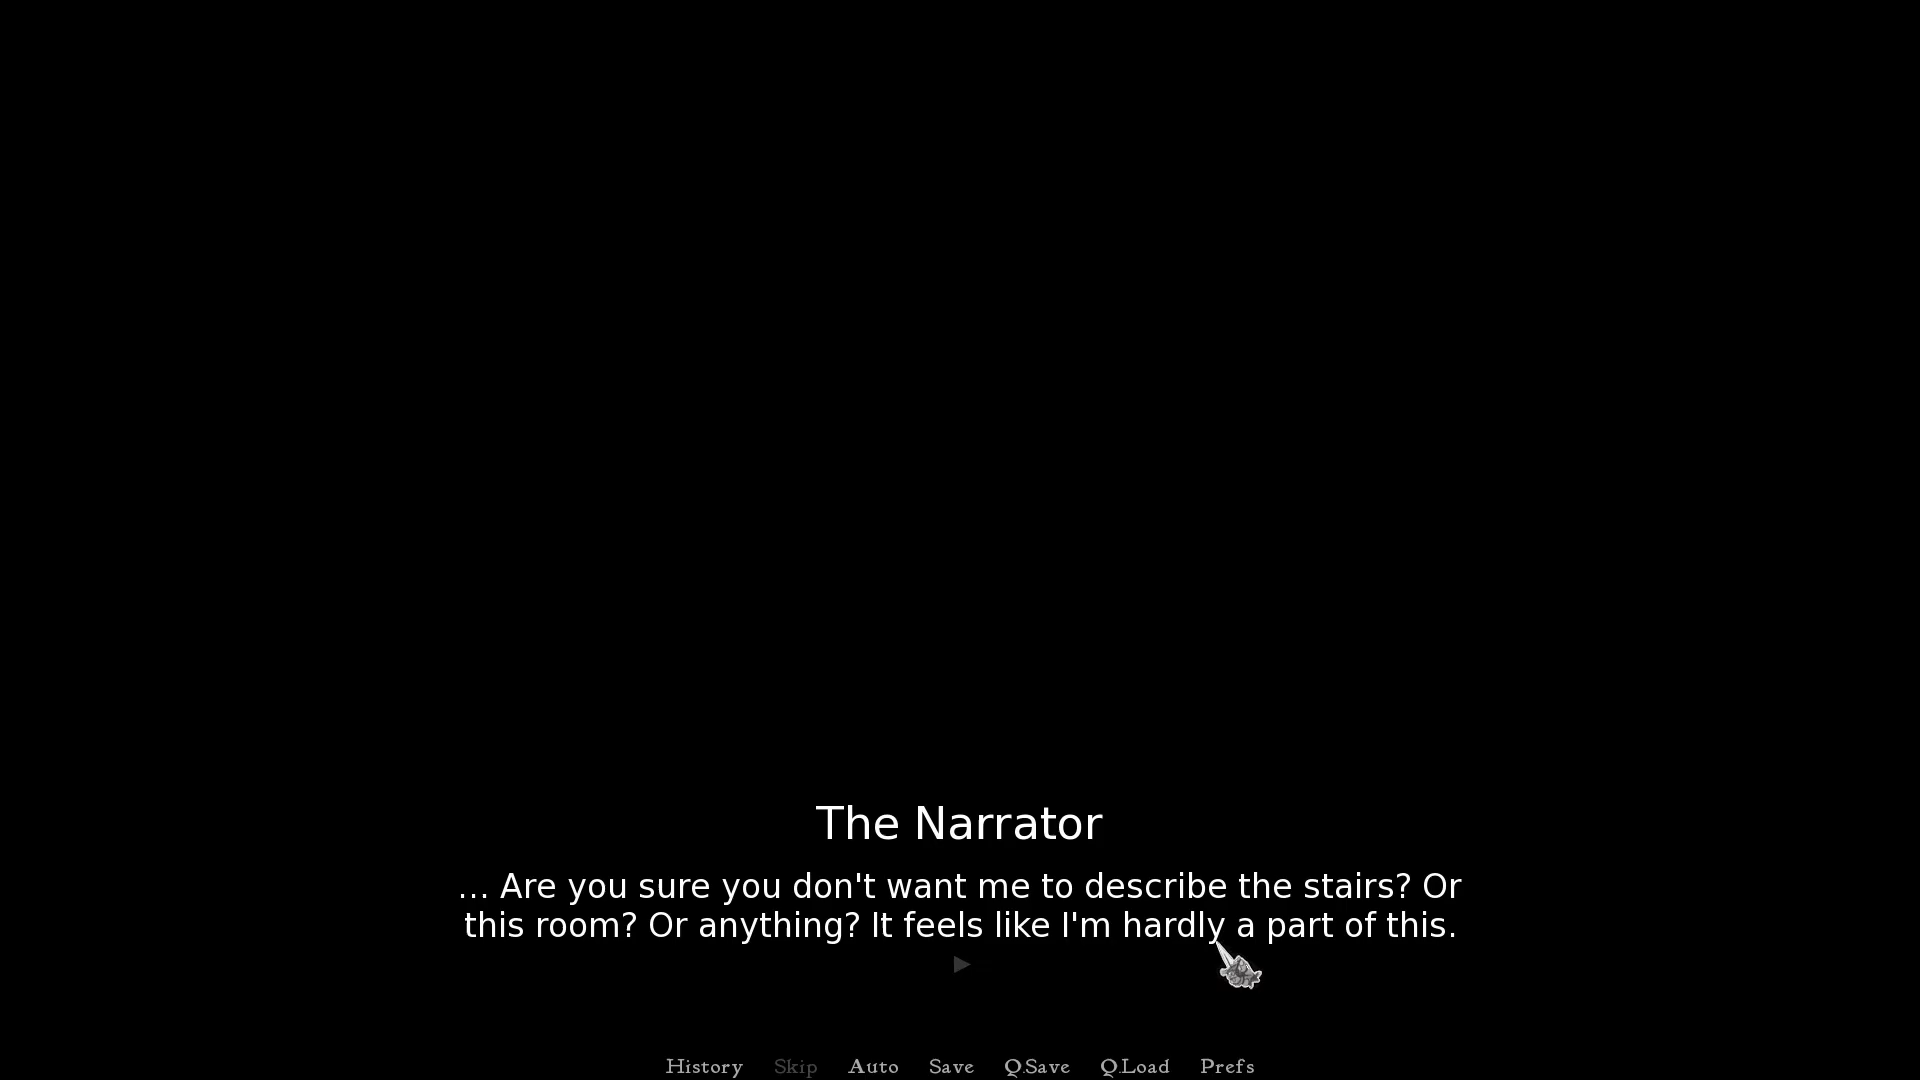 The Narrator
... Are you sure you don't want me to describe the stairs? Or
this room? Or anything? It feels like I'm hardly a part of this.
History Skip Auto Save Q.Save Q.Load Prefs